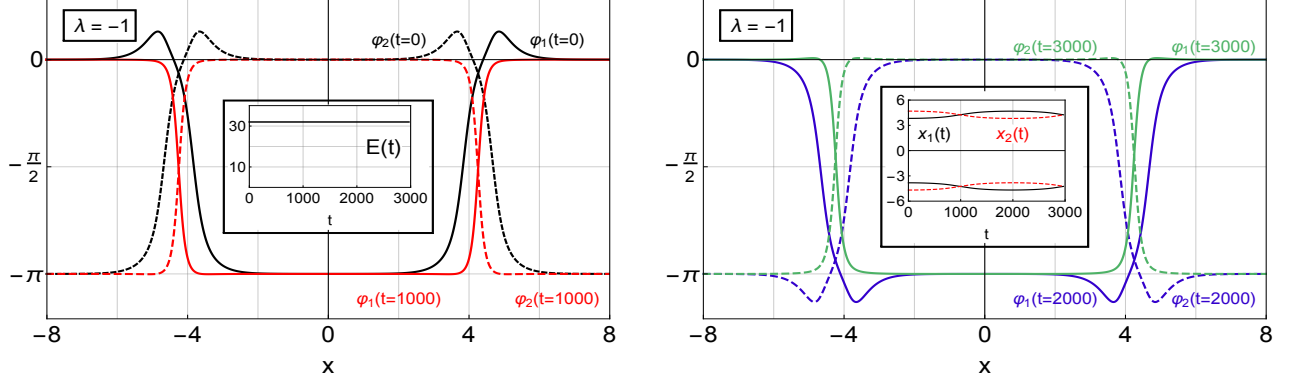 λ = −1
φ₂(t=0)
φ₁(t=0)
0
−π/2
−π
30
10
E(t)
0 1000 2000 3000
t
φ₁(t=1000)
φ₂(t=1000)
−8 −4 0 4 8
x
λ = −1
φ₂(t=3000)
φ₁(t=3000)
0
−π/2
−π
6
3
0
−3
−6
x₁(t)
x₂(t)
0 1000 2000 3000
t
φ₁(t=2000)
φ₂(t=2000)
−8 −4 0 4 8
x